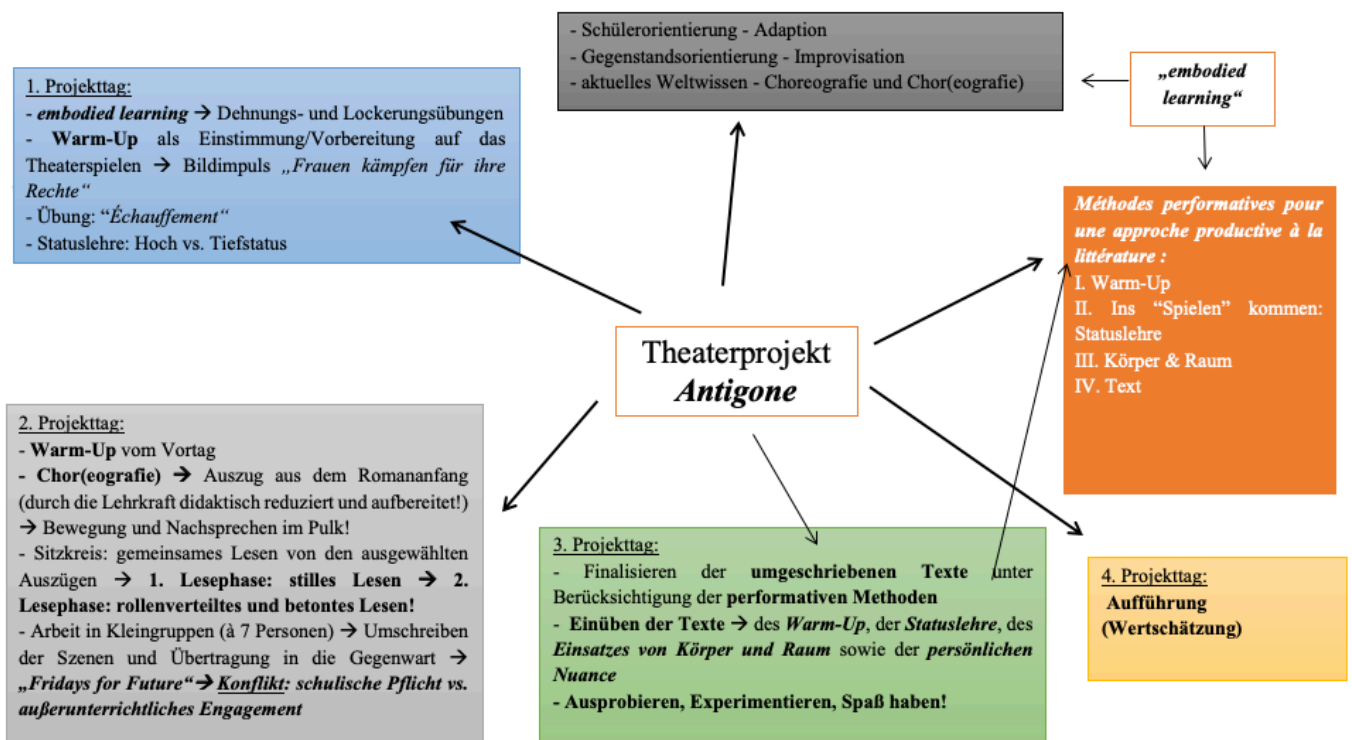 - Schülerorientierung - Adaption
- Gegenstandsorientierung - Improvisation
- aktuelles Weltwissen - Choreografie und Chor(eografie)
„embodied
learning“
1. Projekttag:
- embodied learning → Dehnungs- und Lockerungsübungen
- Warm-Up als Einstimmung/Vorbereitung auf das
Theaterspielen → Bildimpuls „Frauen kämpfen für ihre
Rechte“
- Übung: “Échauffement“
- Statuslehre: Hoch vs. Tiefstatus
Méthodes performatives pour
une approche productive à la
littérature :
I. Warm-Up
II. Ins “Spielen” kommen:
Statuslehre
III. Körper & Raum
IV. Text
Theaterprojekt
Antigone
2. Projekttag:
- Warm-Up vom Vortag
- Chor(eografie) → Auszug aus dem Romananfang
(durch die Lehrkraft didaktisch reduziert und aufbereitet!)
→ Bewegung und Nachsprechen im Pulk!
- Sitzkreis: gemeinsames Lesen von den ausgewählten
Auszügen → 1. Lesephase: stilles Lesen → 2.
Lesephase: rollenverteiltes und betontes Lesen!
- Arbeit in Kleingruppen (à 7 Personen) → Umschreiben
der Szenen und Übertragung in die Gegenwart →
„Fridays for Future“→ Konflikt: schulische Pflicht vs.
außerunterrichtliches Engagement
3. Projekttag:
- Finalisieren der umgeschriebenen Texte unter
Berücksichtigung der performativen Methoden
- Einüben der Texte → des Warm-Up, der Statuslehre, des
Einsatzes von Körper und Raum sowie der persönlichen
Nuance
- Ausprobieren, Experimentieren, Spaß haben!
4. Projekttag:
Aufführung
(Wertschätzung)